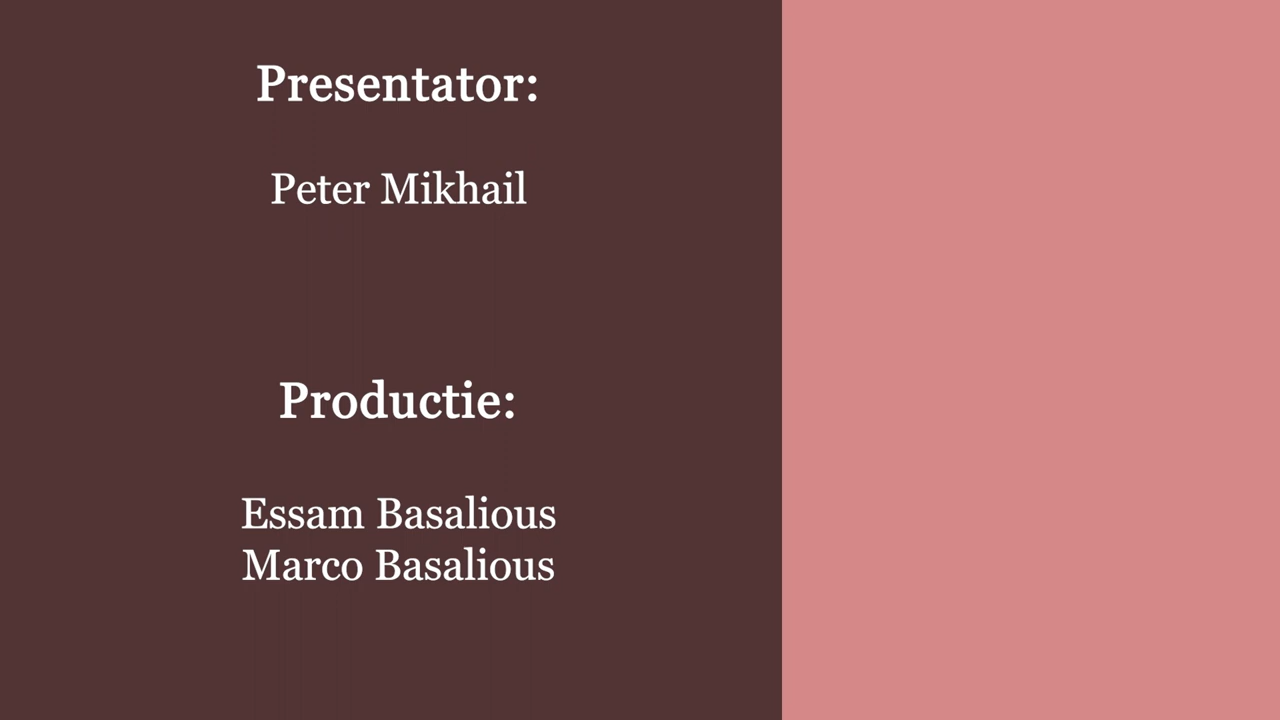 Presentator:
Peter Mikhail
Productie:
Essam Basalious
Marco Basalious